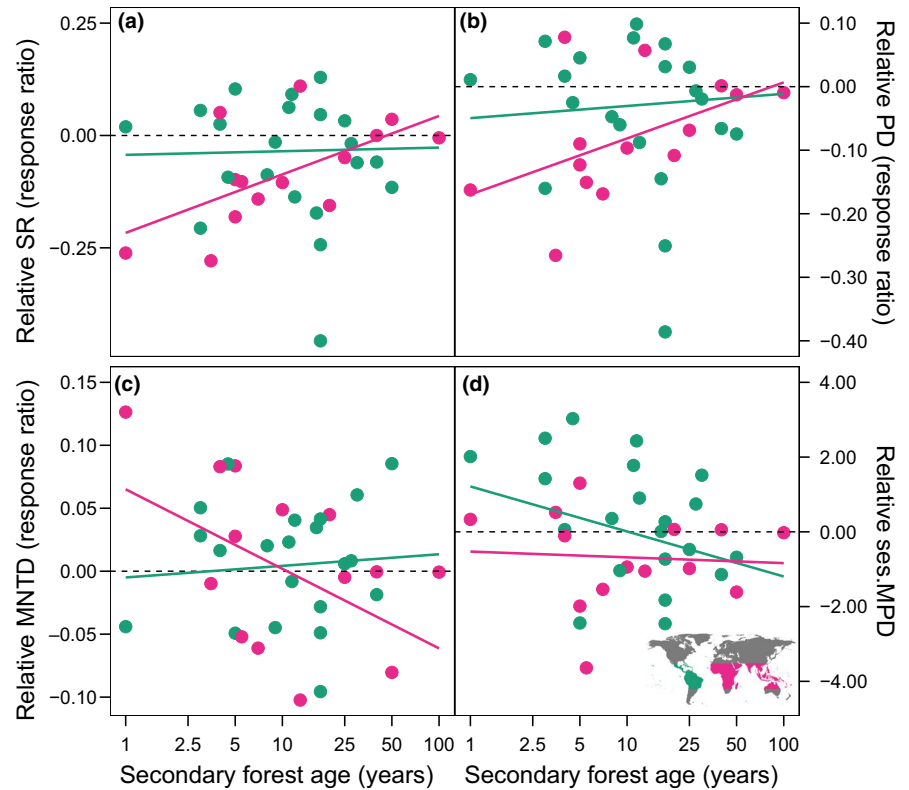 (a)
(b)
0.25
0.00
−0.25
Relative SR (response ratio)
0.10
0.00
−0.10
−0.20
−0.30
−0.40
Relative PD (response ratio)
(c)
(d)
0.15
0.10
0.05
0.00
−0.05
−0.10
Relative MNTD (response ratio)
4.00
2.00
0.00
−2.00
−4.00
Relative ses.MPD
1 2.5 5 10 25 50 100
1 2.5 5 10 25 50 100
Secondary forest age (years)
Secondary forest age (years)